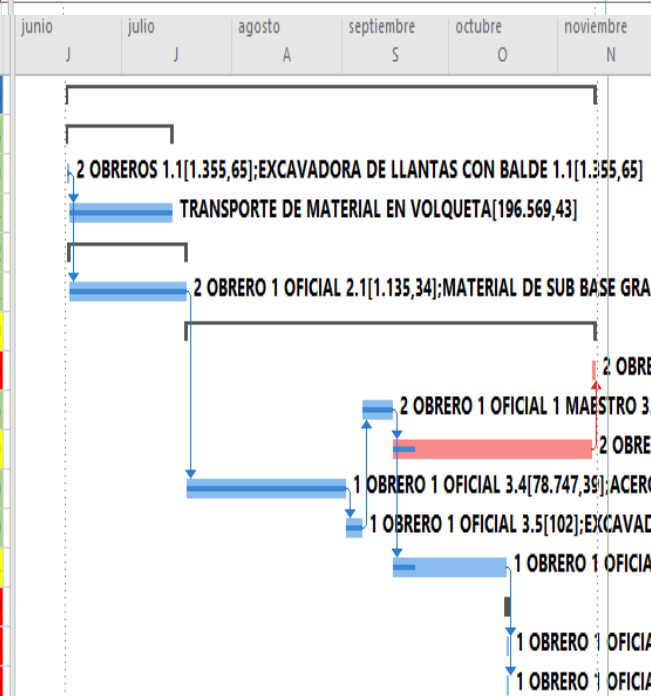 junio julio agosto septiembre octubre noviembre
J J A S O N
2 OBREROS 1.1[1.355,65];EXCAVADORA DE LLANTAS CON BALDE 1.1[1.355,65]
TRANSPORTE DE MATERIAL EN VOLQUETA[196.569,43]
2 OBRERO 1 OFICIAL 2.1[1.135,34];MATERIAL DE SUB BASE GRA
2 OBRE
2 OBRERO 1 OFICIAL 1 MAESTRO 3.
2 OBRE
1 OBRERO 1 OFICIAL 3.4[78.747,39];ACERO
1 OBRERO 1 OFICIAL 3.5[102];EXCAVAD
1 OBRERO 1 OFICIA
1 OBRERO 1 OFICIA
1 OBRERO 1 OFICIA